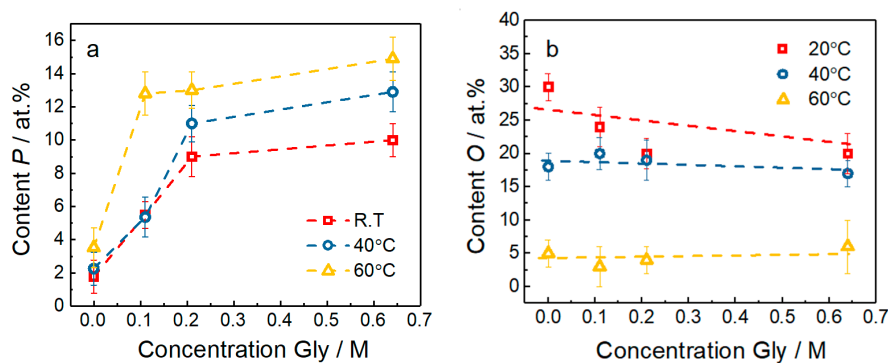 a
Content P / at.%
16
14
12
10
8
6
4
2
0
R.T
40°C
60°C
0.0 0.1 0.2 0.3 0.4 0.5 0.6 0.7
Concentration Gly / M
b
Content O / at.%
40
35
30
25
20
15
10
5
0
20°C
40°C
60°C
0.0 0.1 0.2 0.3 0.4 0.5 0.6 0.7
Concentration Gly / M